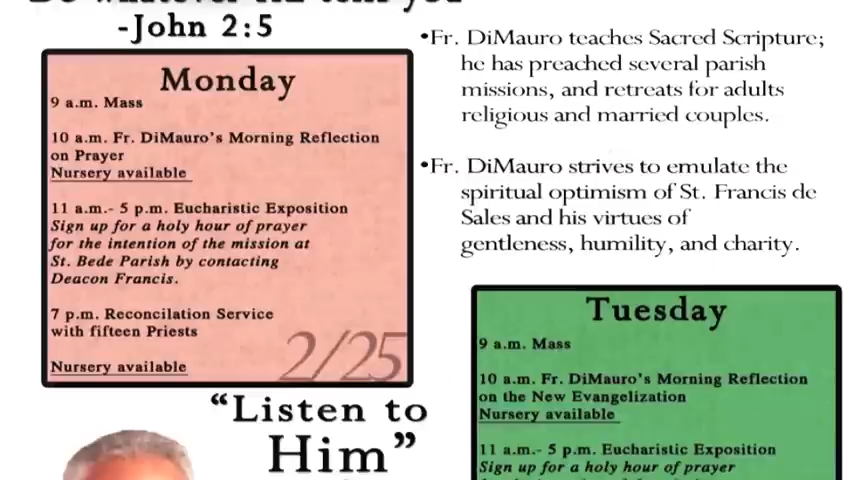 -John 2:5
Monday
9 a.m. Mass
10 a.m. Fr. DiMauro's Morning Reflection
on Prayer
Nursery available
11 a.m.- 5 p.m. Eucharistic Exposition
Sign up for a holy hour of prayer
for the intention of the mission at
St. Bede Parish by contacting
Deacon Francis.
7 p.m. Reconcilation Service
with fifteen Priests
Nursery available
2/25
•Fr. DiMauro teaches Sacred Scripture;
he has preached several parish
missions, and retreats for adults
religious and married couples.
•Fr. DiMauro strives to emulate the
spiritual optimism of St. Francis de
Sales and his virtues of
gentleness, humility, and charity.
"Listen to
Him"
Tuesday
9 a.m. Mass
10 a.m. Fr. DiMauro's Morning Reflection
on the New Evangelization
Nursery available
11 a.m.- 5 p.m. Eucharistic Exposition
Sign up for a holy hour of prayer